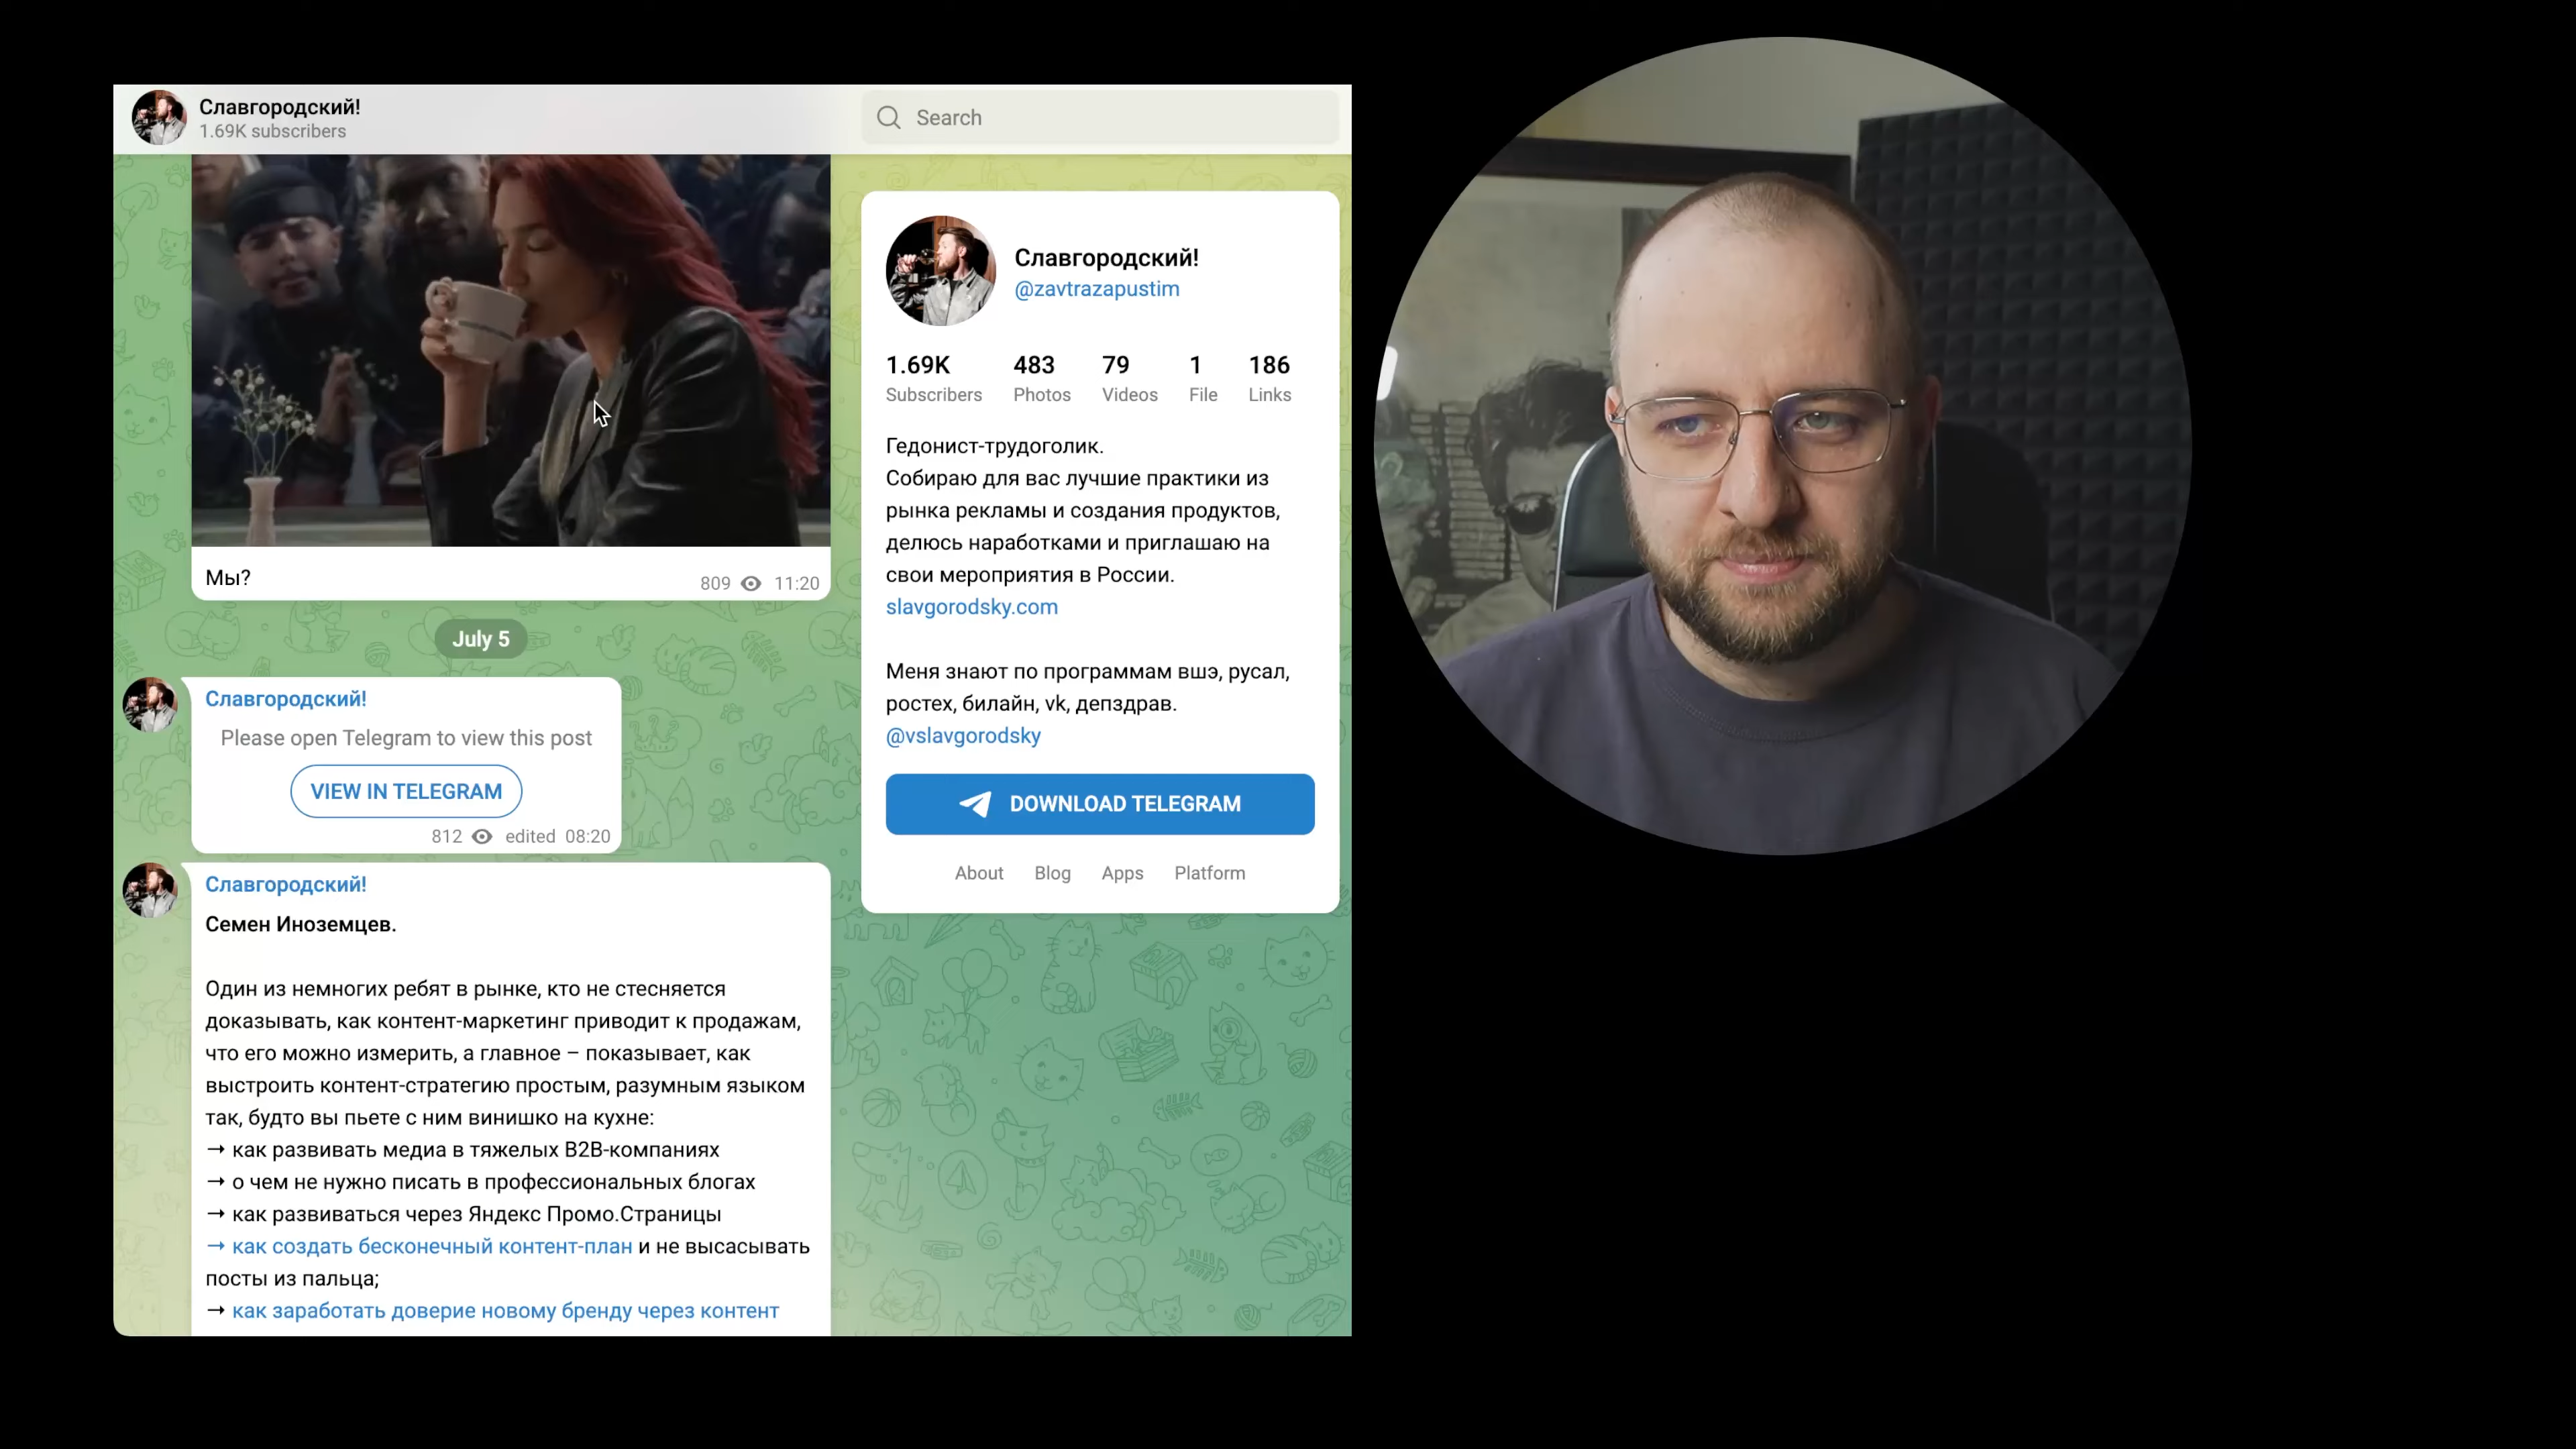 Славгородский!
1.69K subscribers
Search
Мы?
809 11:20
July 5
Славгородский!
Please open Telegram to view this post
VIEW IN TELEGRAM
812 edited 08:20
Славгородский!
Семен Иноземцев.
Один из немногих ребят в рынке, кто не стесняется
доказывать, как контент-маркетинг приводит к продажам,
что его можно измерить, а главное – показывает, как
выстроить контент-стратегию простым, разумным языком
так, будто вы пьете с ним винишко на кухне:
→ как развивать медиа в тяжелых B2B-компаниях
→ о чем не нужно писать в профессиональных блогах
→ как развиваться через Яндекс Промо.Страницы
→ как создать бесконечный контент-план и не высасывать
посты из пальца;
→ как заработать доверие новому бренду через контент
Славгородский!
@zavtrazapustim
1.69K 483 79 1 186
Subscribers Photos Videos File Links
Гедонист-трудоголик.
Собираю для вас лучшие практики из
рынка рекламы и создания продуктов,
делюсь наработками и приглашаю на
свои мероприятия в России.
slavgorodsky.com
Меня знают по программам вшэ, русал,
ростех, билайн, vk, депздрав.
@vslavgorodsky
DOWNLOAD TELEGRAM
About Blog Apps Platform